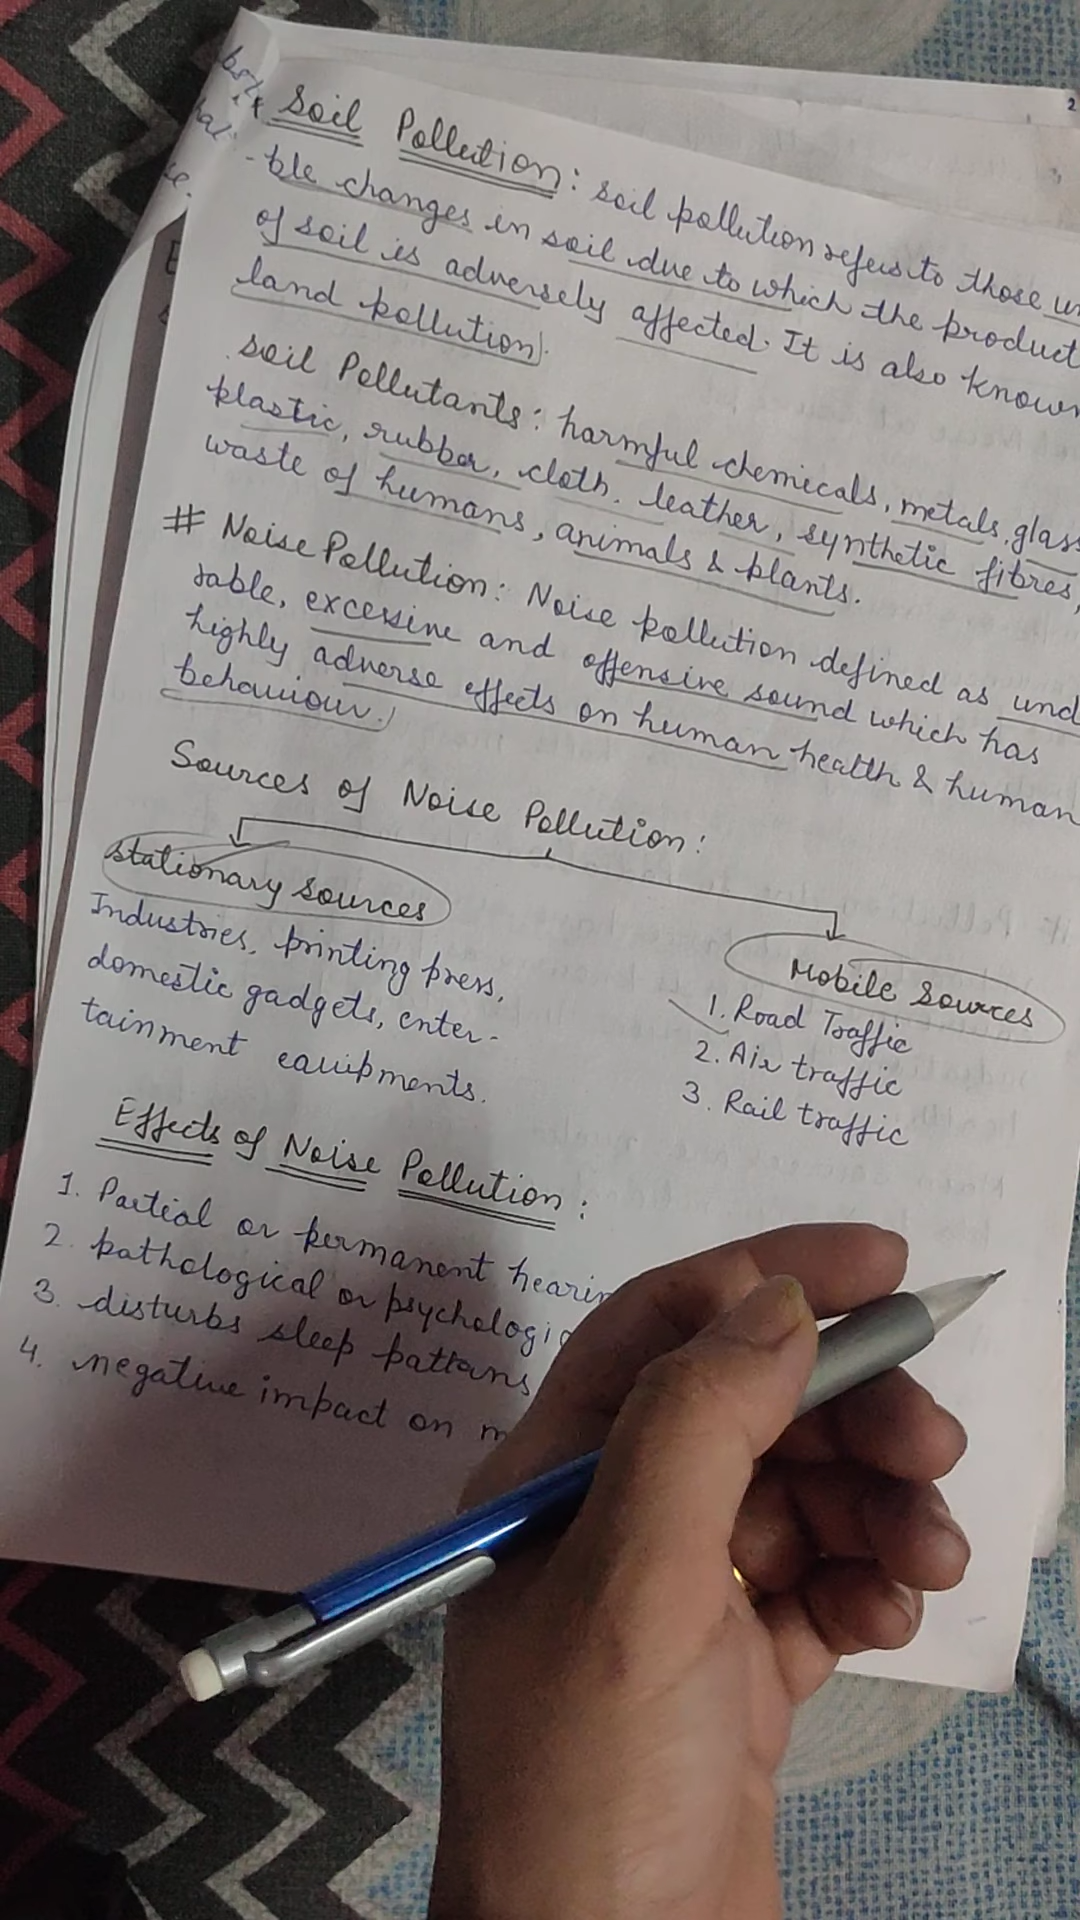 * Soil Pollution: soil pollution refers to those un
-ble changes in soil due to which the product
of soil is adversely affected. It is also known
land pollution.
soil Pollutants: harmful chemicals, metals, glass
plastic, rubber, cloth, leather, synthetic fibres,
waste of humans, animals & plants.
# Noise Pollution: Noise pollution defined as und
rable, excessive and offensive sound which has
highly adverse effects on human health & human
behaviour.
Sources of Noise Pollution:
Stationary sources
Industries, printing press,
domestic gadgets, enter-
tainment equipments.
Mobile Sources
1. Road Traffic
2. Air traffic
3. Rail traffic
Effects of Noise Pollution:
1. Partial or permanent hearin
2. pathological or psychologi
3. disturbs sleep patterns
4. negative impact on m